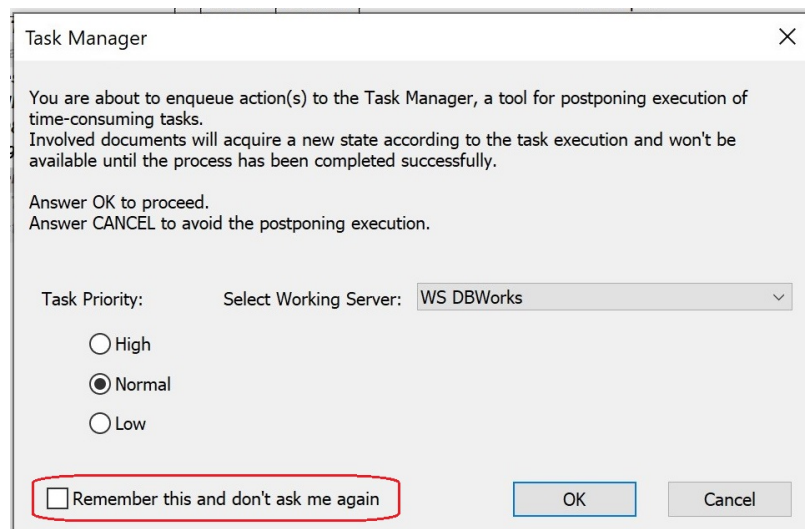 Task Manager
You are about to enqueue action(s) to the Task Manager, a tool for postponing execution of
time-consuming tasks.
Involved documents will acquire a new state according to the task execution and won't be
available until the process has been completed successfully.
Answer OK to proceed.
Answer CANCEL to avoid the postponing execution.
Task Priority:
Select Working Server: WS DBWorks
High
Normal
Low
Remember this and don't ask me again
OK
Cancel